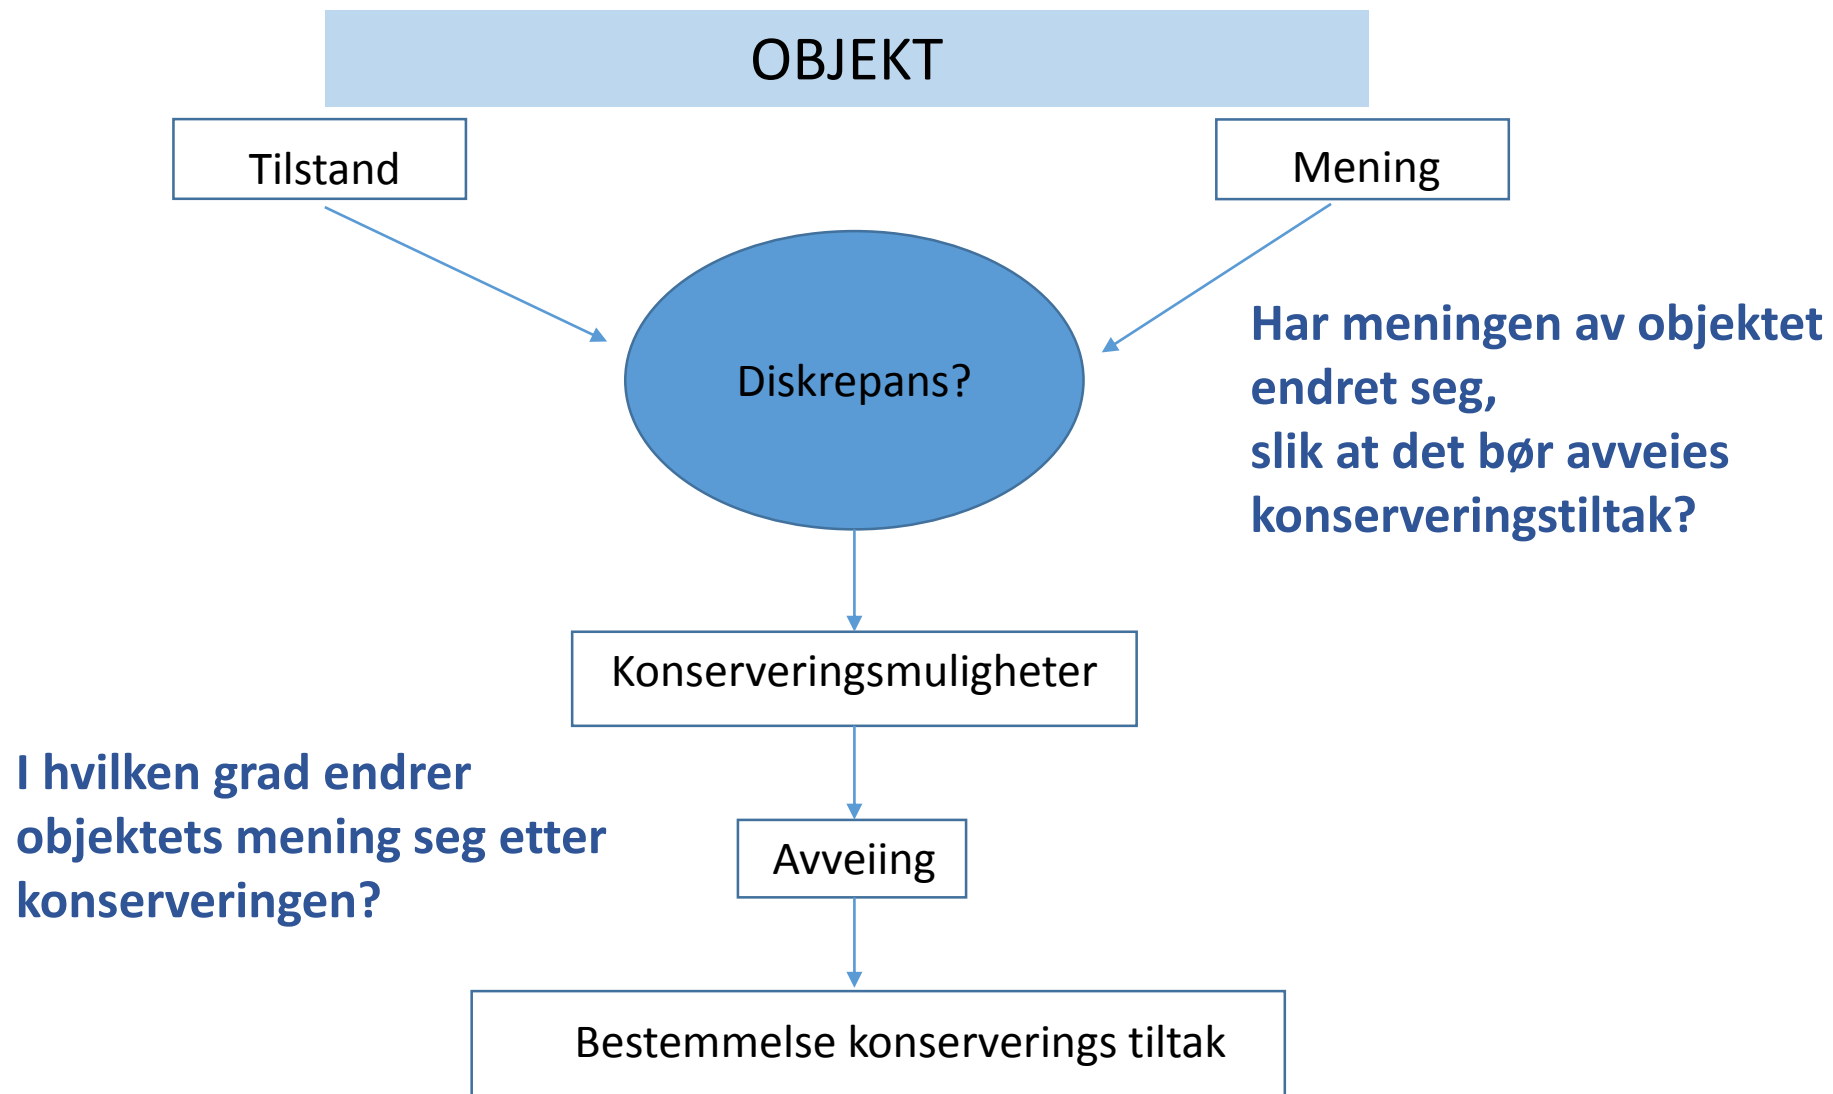 OBJEKT
Tilstand
Mening
Har meningen av objektet
endret seg,
slik at det bør avveies
konserveringstiltak?
Diskrepans?
Konserveringsmuligheter
I hvilken grad endrer
objektets mening seg etter
konserveringen?
Avveiing
Bestemmelse konserverings tiltak